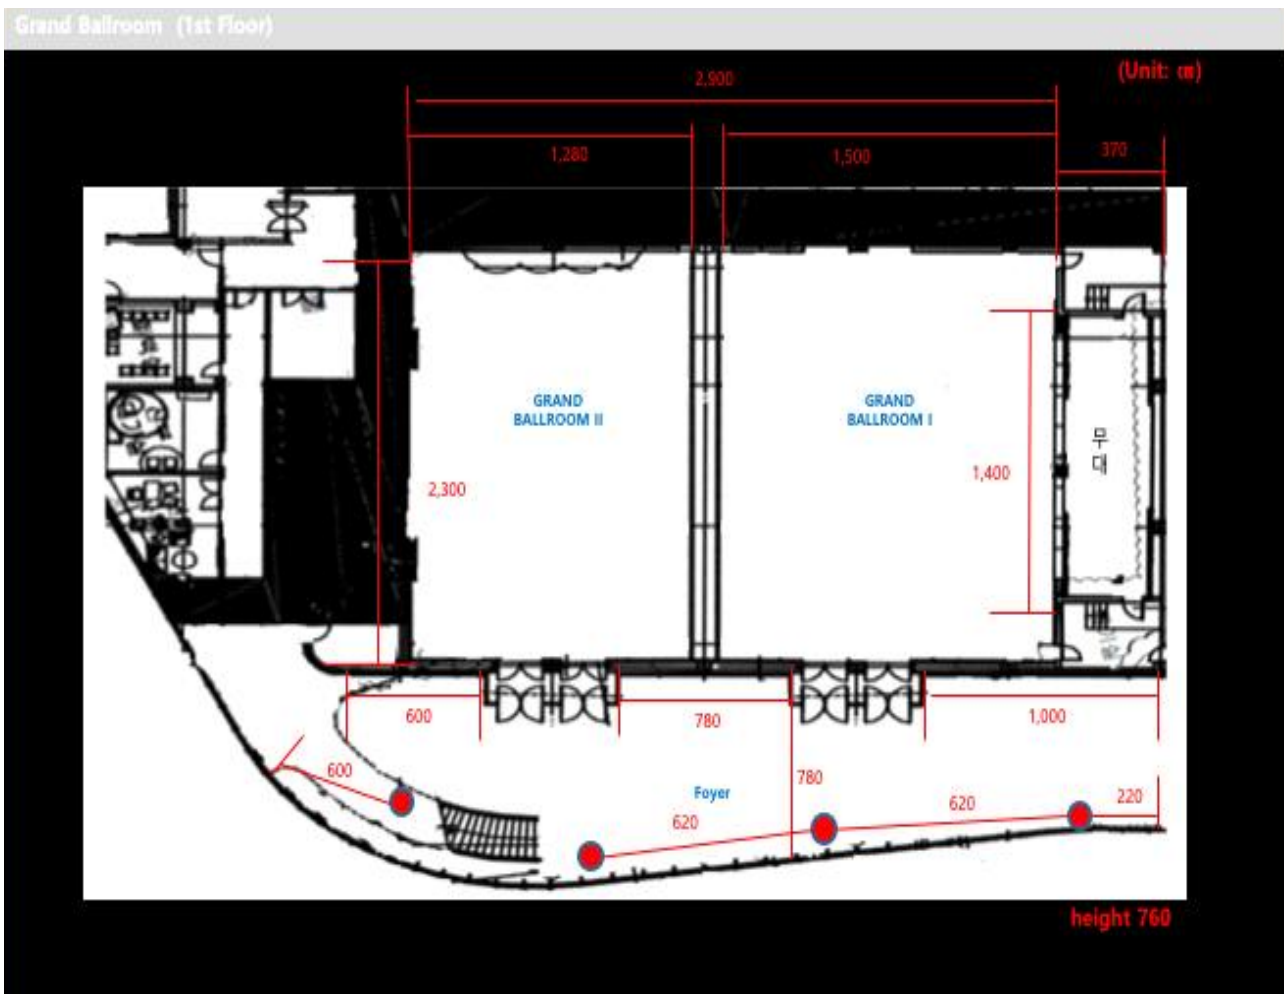 Grand Ballroom (1st Floor)
(Unit: ㎝)
2,900
1,280
1,500
370
GRAND
BALLROOM II
GRAND
BALLROOM I
무대
2,300
1,400
600
780
1,000
600
780
Foyer
620
620
220
height 760